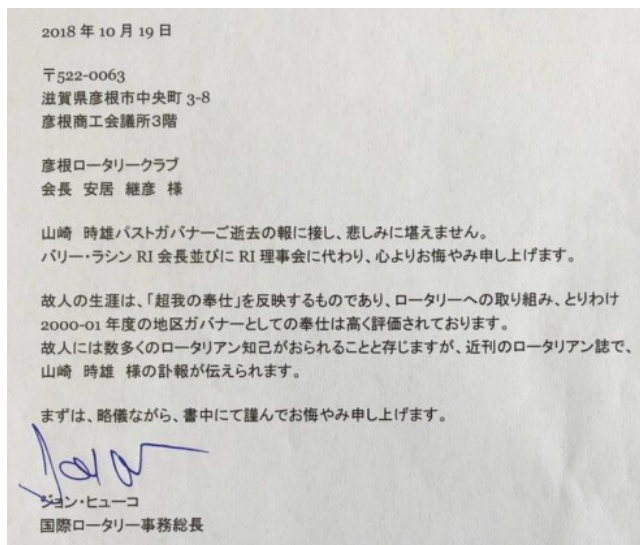 2018 年 10 月 19 日
〒522-0063
滋賀県彦根市中央町 3-8
彦根商工会議所3階
彦根ロータリークラブ
会長 安居 継彦 様
山崎 時雄パストガバナーご逝去の報に接し、悲しみに堪えません。
バリー・ラシン RI 会長並びに RI 理事会に代わり、心よりお悔やみ申し上げます。
故人の生涯は、「超我の奉仕」を反映するものであり、ロータリーへの取り組み、とりわけ
2000-01 年度の地区ガバナーとしての奉仕は高く評価されております。
故人には数多くのロータリアン知己がおられることと存じますが、近刊のロータリアン誌で、
山崎 時雄 様の訃報が伝えられます。
まずは、略儀ながら、書中にて謹んでお悔やみ申し上げます。
ジョン・ヒューコ
国際ロータリー事務総長